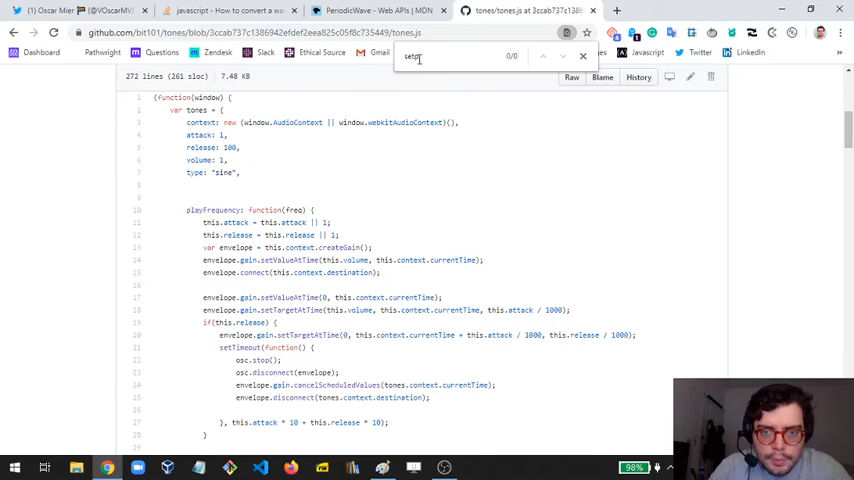 (1) Oscar Mier 🏴 (@VOscarMV)
javascript - How to convert a wa
PeriodicWave - Web APIs | MDN
tones/tones.js at 3ccab737c1386
github.com/bit101/tones/blob/3ccab737c1386942efdef2eea825c05f8c735449/tones.js
Dashboard
Pathwright
Questions
Zendesk
Slack
Ethical Source
Gmail
Javascript
Twitter
LinkedIn
setp
0/0
272 lines (261 sloc) 7.48 KB
Raw
Blame
History
1 (function(window) {
2 var tones = {
3 context: new (window.AudioContext || window.webkitAudioContext)(),
4 attack: 1,
5 release: 100,
6 volume: 1,
7 type: "sine",
8
9
10 playFrequency: function(freq) {
11 this.attack = this.attack || 1;
12 this.release = this.release || 1;
13 var envelope = this.context.createGain();
14 envelope.gain.setValueAtTime(this.volume, this.context.currentTime);
15 envelope.connect(this.context.destination);
16
17 envelope.gain.setValueAtTime(0, this.context.currentTime);
18 envelope.gain.setTargetAtTime(this.volume, this.context.currentTime, this.attack / 1000);
19 if(this.release) {
20 envelope.gain.setTargetAtTime(0, this.context.currentTime + this.attack / 1000, this.release / 1000);
21 setTimeout(function() {
22 osc.stop();
23 osc.disconnect(envelope);
24 envelope.gain.cancelScheduledValues(tones.context.currentTime);
25 envelope.disconnect(tones.context.destination);
26
27 }, this.attack * 10 + this.release * 10);
28 }
29
98%